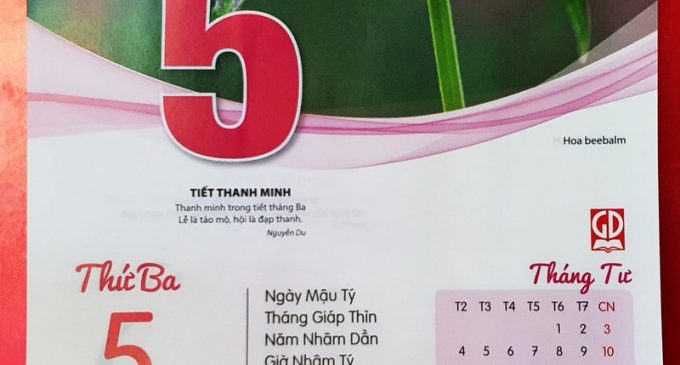 5
Hoa beebalm
TIẾT THANH MINH
Thanh minh trong tiết tháng Ba
Lễ là tảo mộ, hội là đạp thanh.
Nguyễn Du
GD
Thứ Ba
5
Ngày Mậu Tý
Tháng Giáp Thìn
Năm Nhâm Dần
Giờ Nhâm Tý
Tháng Tư
T2 T3 T4 T5 T6 T7 CN
1 2 3
4 5 6 7 8 9 10